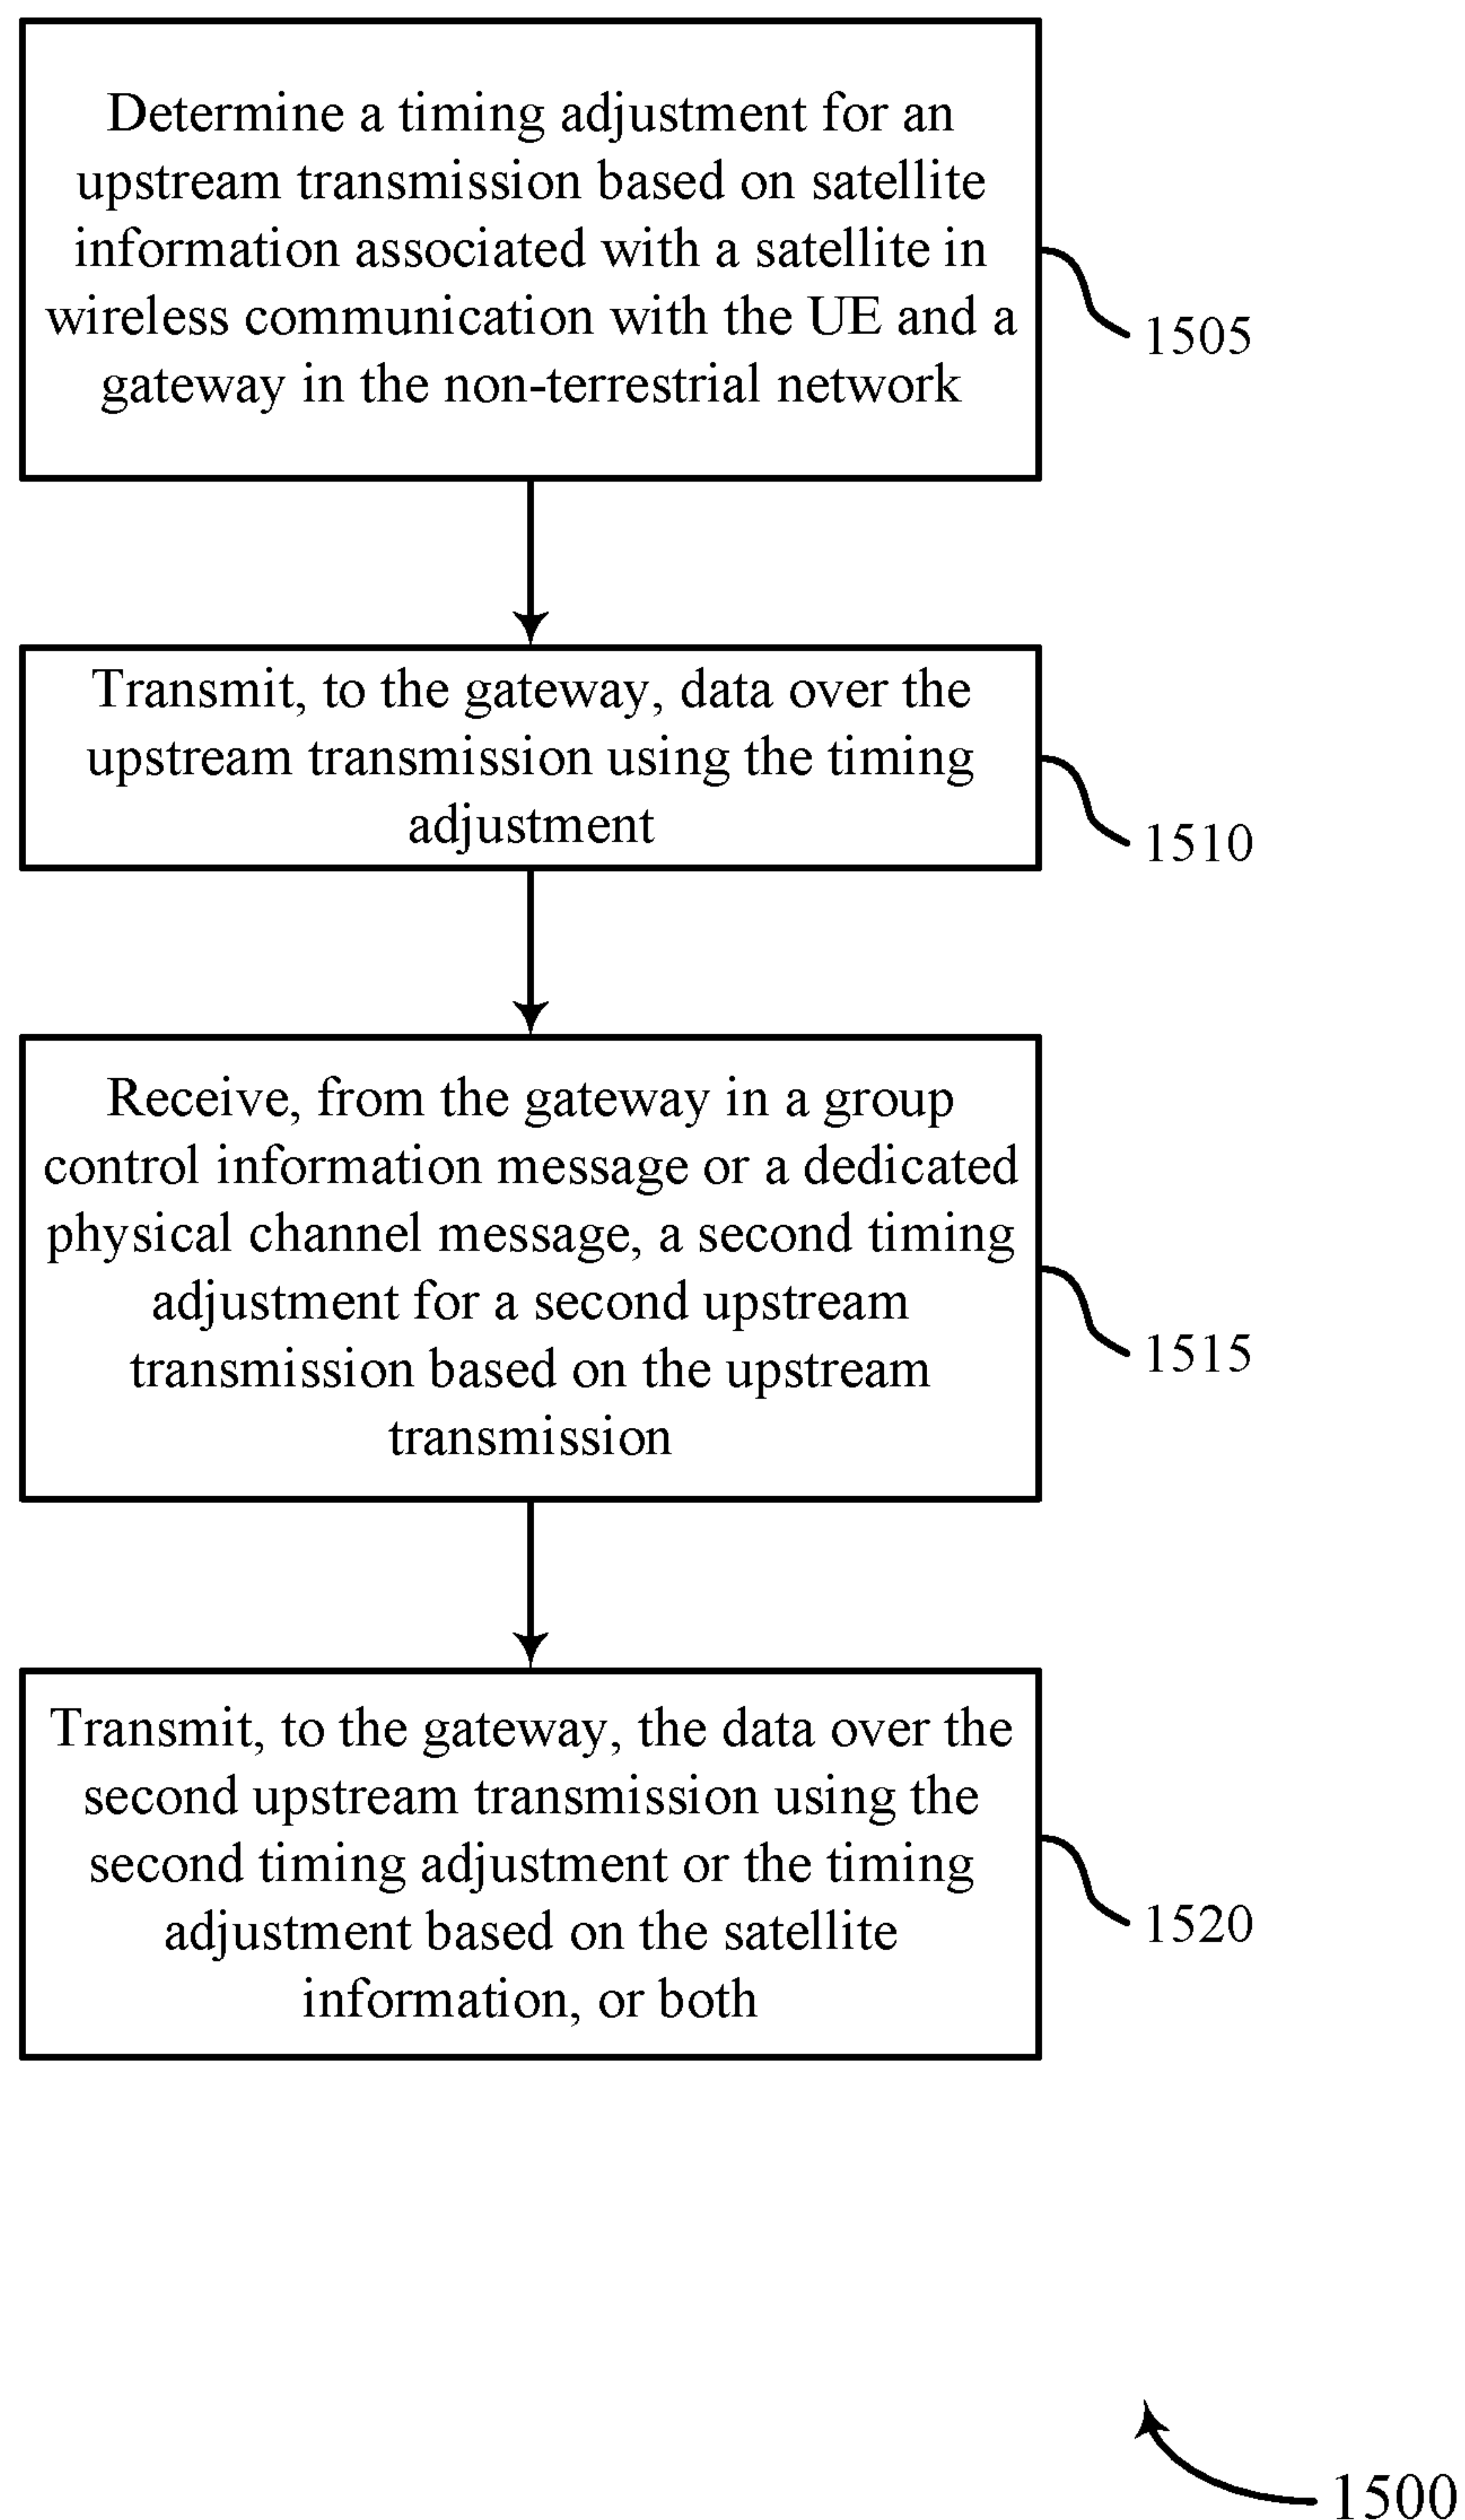 Determine a timing adjustment for an
upstream transmission based on satellite
information associated with a satellite in
wireless communication with the UE and a
gateway in the non-terrestrial network
1505
Transmit, to the gateway, data over the
upstream transmission using the timing
adjustment
1510
Receive, from the gateway in a group
control information message or a dedicated
physical channel message, a second timing
adjustment for a second upstream
transmission based on the upstream
transmission
1515
Transmit, to the gateway, the data over the
second upstream transmission using the
second timing adjustment or the timing
adjustment based on the satellite
information, or both
1520
1500